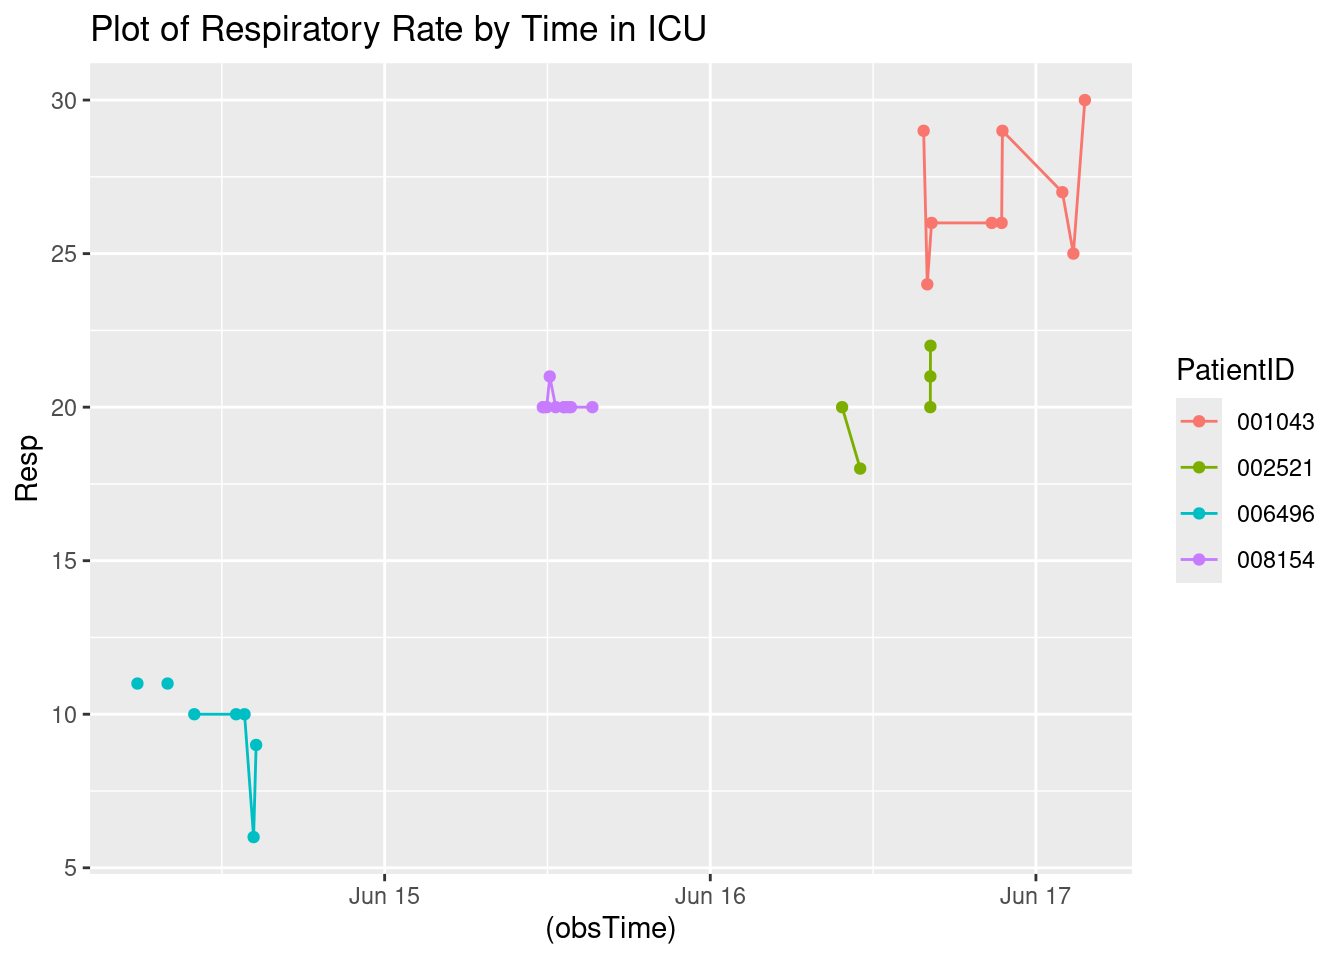 Plot of Respiratory Rate by Time in ICU
30
25
20
15
10
5
Resp
Jun 15
Jun 16
Jun 17
(obsTime)
PatientID
001043
002521
006496
008154